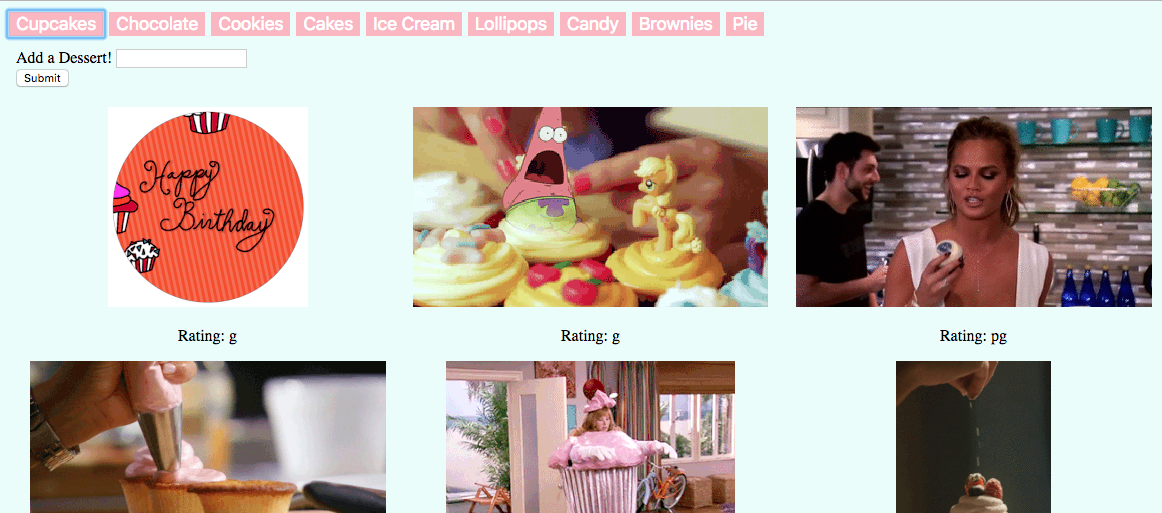 Cupcakes Chocolate Cookies Cakes Ice Cream Lollipops Candy Brownies Pie
Add a Dessert!
Submit
Happy
Birthday
Rating: g Rating: g Rating: pg